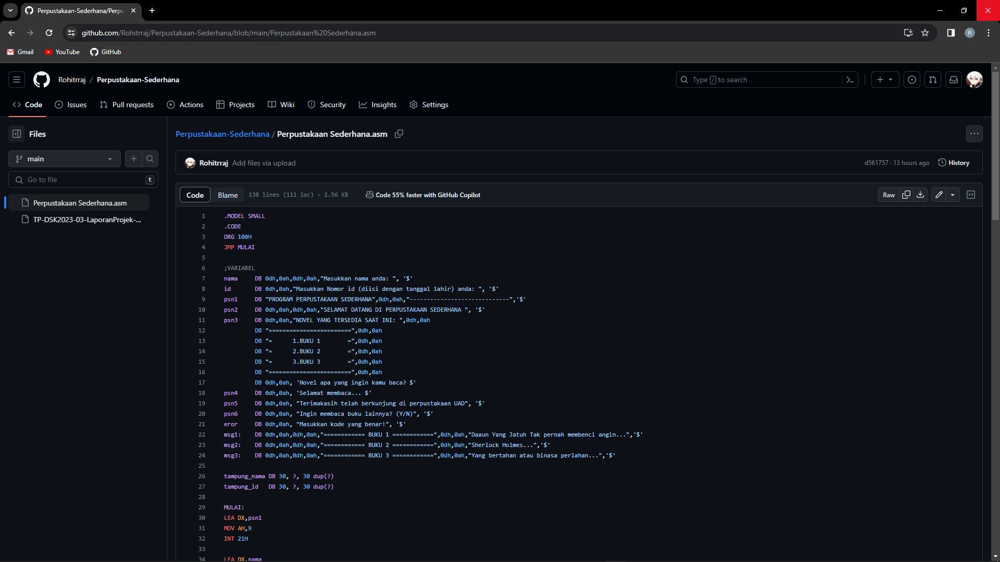 Perpustakaan-Sederhana/Perpu
github.com/Rohitrraj/Perpustakaan-Sederhana/blob/main/Perpustakaan%20Sederhana.asm
R
Gmail YouTube GitHub
Rohitrraj / Perpustakaan-Sederhana
Type / to search
Code Issues Pull requests Actions Projects Wiki Security Insights Settings
Files
main
Go to file t
Perpustakaan Sederhana.asm
TP-DSK2023-03-LaporanProjek-...
Perpustakaan-Sederhana / Perpustakaan Sederhana.asm
Rohitrraj Add files via upload
d561757 · 13 hours ago History
Code Blame 138 lines (111 loc) · 2.56 KB Code 55% faster with GitHub Copilot
Raw
1 .MODEL SMALL
2 .CODE
3 ORG 100H
4 JMP MULAI
5
6 ;VARIABEL
7 nama     DB 0dh,0ah,0dh,0ah,"Masukkan nama anda: ", '$'
8 id       DB 0dh,0ah,"Masukkan Nomor id (diisi dengan tanggal lahir) anda: ", '$'
9 psn1     DB "PROGRAM PERPUSTAKAAN SEDERHANA",0dh,0ah,"-----------------------------",'$'
10 psn2     DB 0dh,0ah,0dh,0ah,"SELAMAT DATANG DI PERPUSTAKAAN SEDERHANA ", '$'
11 psn3     DB 0dh,0ah,"NOVEL YANG TERSEDIA SAAT INI: ",0dh,0ah
12          DB "========================",0dh,0ah
13          DB "=      1.BUKU 1        =",0dh,0ah
14          DB "=      2.BUKU 2        =",0dh,0ah
15          DB "=      3.BUKU 3        =",0dh,0ah
16          DB "========================",0dh,0ah
17          DB 0dh,0ah, 'Novel apa yang ingin kamu baca? $'
18 psn4     DB 0dh,0ah, 'Selamat membaca... $'
19 psn5     DB 0dh,0ah, "Terimakasih telah berkunjung di perpustakaan UAD", '$'
20 psn6     DB 0dh,0ah, "Ingin membaca buku lainnya? (Y/N)", '$'
21 eror     DB 0dh,0ah, "Masukkan kode yang benar!", '$'
22 msg1:    DB 0dh,0ah,0dh,0ah,"============ BUKU 1 ============",0dh,0ah,"Daaun Yang Jatuh Tak pernah membenci angin...",'$'
23 msg2:    DB 0dh,0ah,0dh,0ah,"============ BUKU 2 ============",0dh,0ah,"Sherlock Holmes...",'$'
24 msg3:    DB 0dh,0ah,0dh,0ah,"============ BUKU 3 ============",0dh,0ah,"Yang bertahan atau binasa perlahan...",'$'
25
26 tampung_nama DB 30, ?, 30 dup(?)
27 tampung_id   DB 30, ?, 30 dup(?)
28
29 MULAI:
30 LEA DX,psn1
31 MOV AH,9
32 INT 21H
33
34 LEA DX,nama